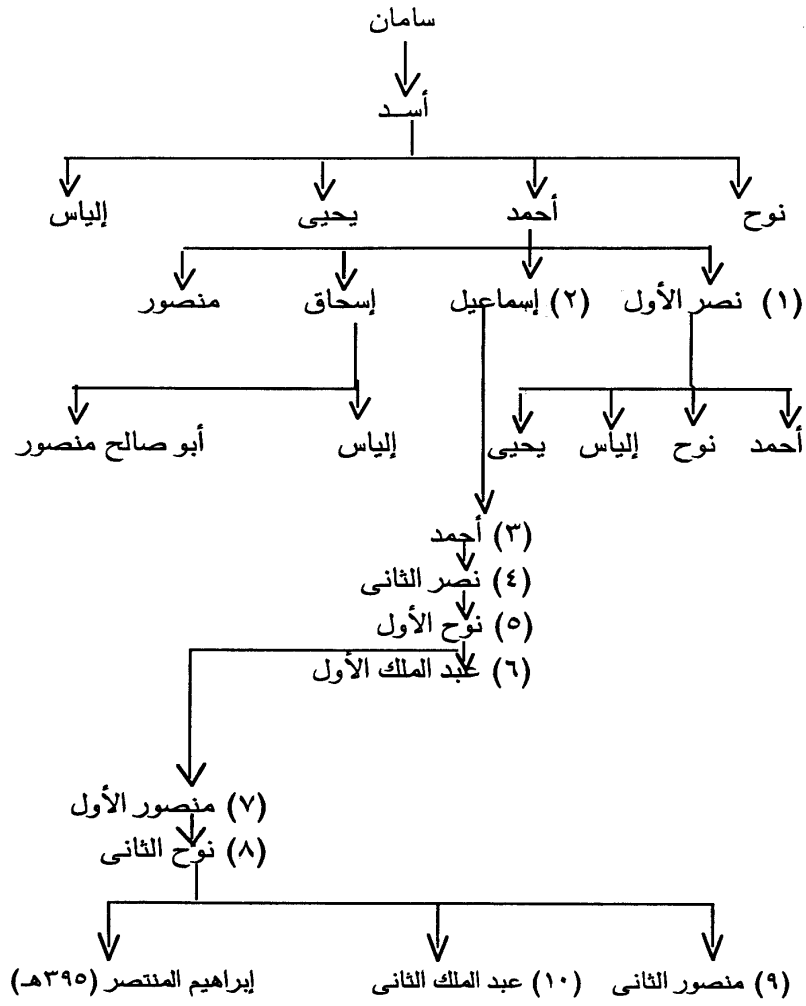 سامان
أسد
نوح أحمد يحيى إلياس
(١) نصر الأول (٢) إسماعيل إسحاق منصور
أحمد نوح إلياس يحيى إلياس أبو صالح منصور
(٣) أحمد
(٤) نصر الثانى
(٥) نوح الأول
(٦) عبد الملك الأول
(٧) منصور الأول
(٨) نوح الثانى
(٩) منصور الثانى (١٠) عبد الملك الثانى إبراهيم المنتصر (٣٩٥هـ)